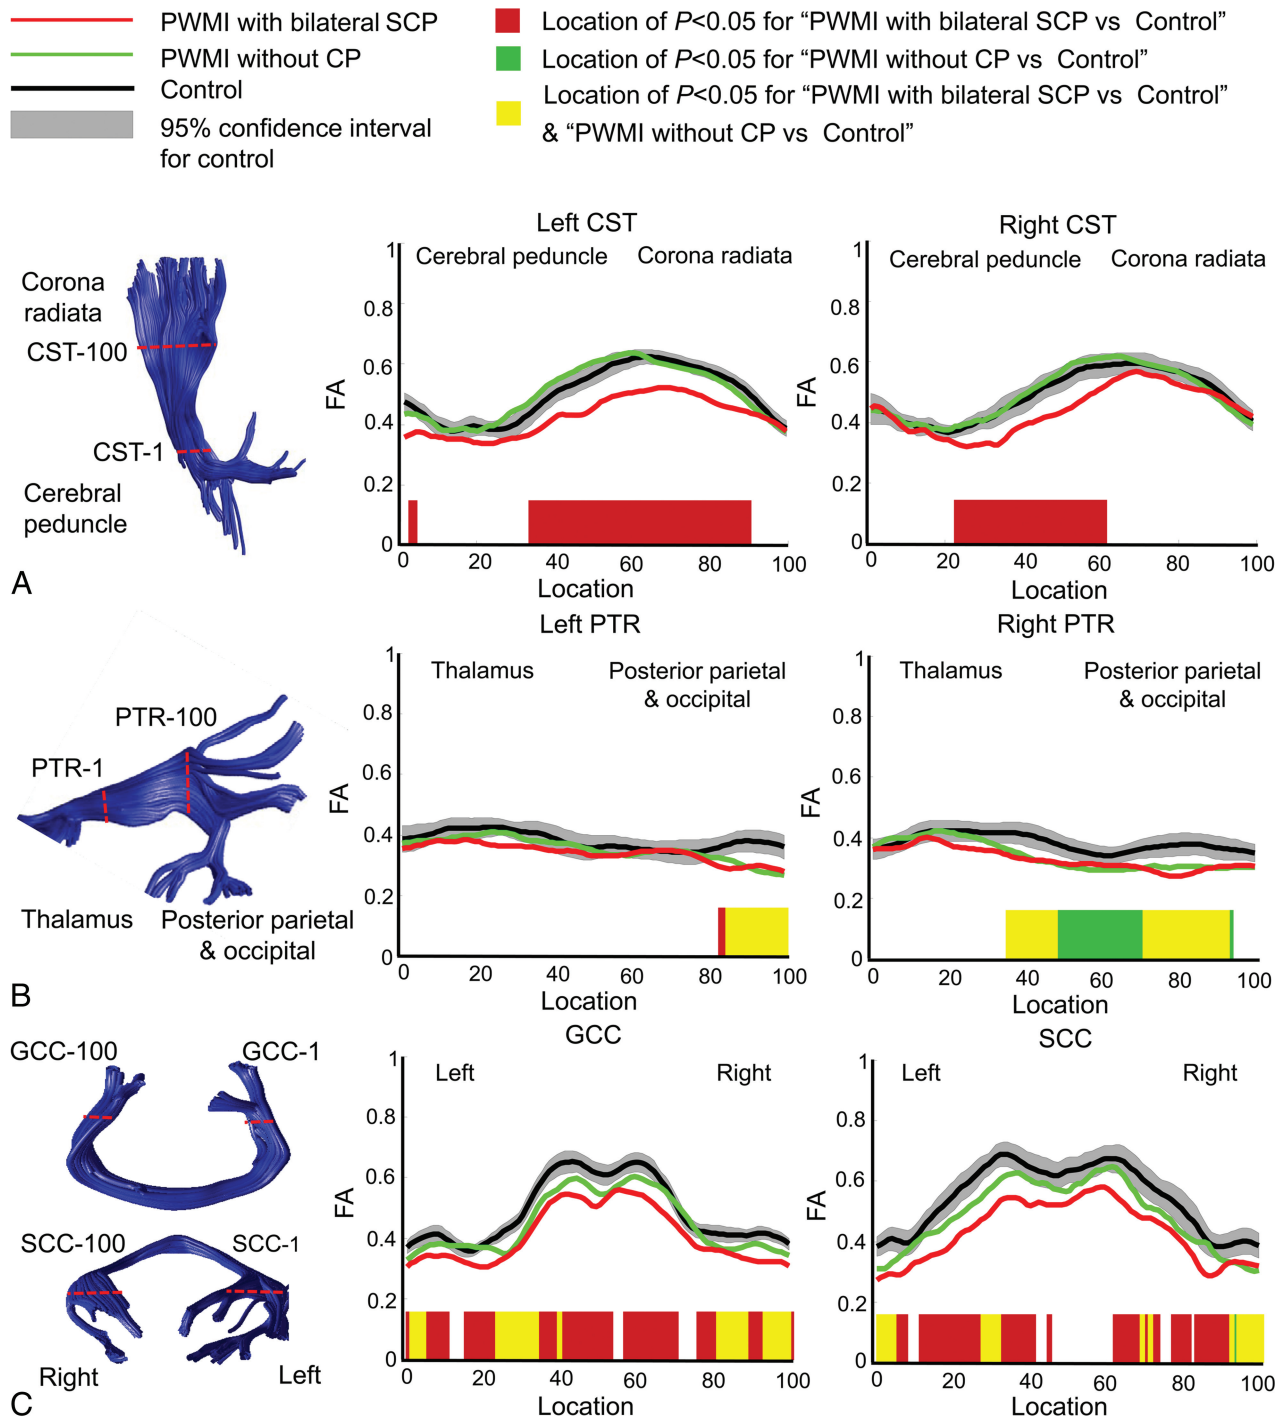 PWMI with bilateral SCP
PWMI without CP
Control
95% confidence interval
for control
Location of P<0.05 for “PWMI with bilateral SCP vs Control”
Location of P<0.05 for “PWMI without CP vs Control”
Location of P<0.05 for “PWMI with bilateral SCP vs Control”
& “PWMI without CP vs Control”
Corona
radiata
CST-100
CST-1
Cerebral
peduncle
A
Left CST
Cerebral peduncle Corona radiata
FA
1
0.8
0.6
0.4
0.2
0
0 20 40 60 80 100
Location
Right CST
Cerebral peduncle Corona radiata
FA
1
0.8
0.6
0.4
0.2
0
0 20 40 60 80 100
Location
PTR-100
PTR-1
Thalamus Posterior parietal
& occipital
B
Left PTR
Thalamus Posterior parietal
& occipital
FA
1
0.8
0.6
0.4
0.2
0
0 20 40 60 80 100
Location
Right PTR
Thalamus Posterior parietal
& occipital
FA
1
0.8
0.6
0.4
0.2
0
0 20 40 60 80 100
Location
GCC-100 GCC-1
SCC-100 SCC-1
Right Left
C
GCC
Left Right
FA
1
0.8
0.6
0.4
0.2
0
0 20 40 60 80 100
Location
SCC
Left Right
FA
1
0.8
0.6
0.4
0.2
0
0 20 40 60 80 100
Location